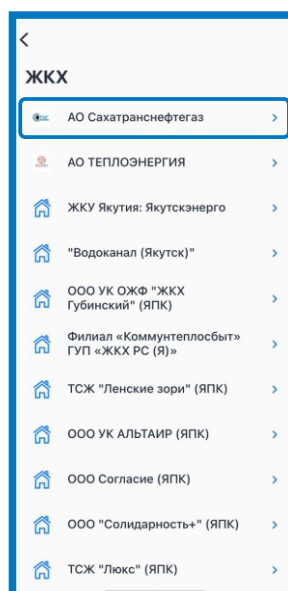 ЖКХ
АО Сахатранснефтегаз
АО ТЕПЛОЭНЕРГИЯ
ЖКУ Якутия: Якутскэнерго
"Водоканал (Якутск)"
ООО УК ОЖФ "ЖКХ
Губинский" (ЯПК)
Филиал «Коммунтеплосбыт»
ГУП «ЖКХ РС (Я)»
ТСЖ "Ленские зори" (ЯПК)
ООО УК АЛЬТАИР (ЯПК)
ООО Согласие (ЯПК)
ООО "Солидарность+" (ЯПК)
ТСЖ "Люкс" (ЯПК)